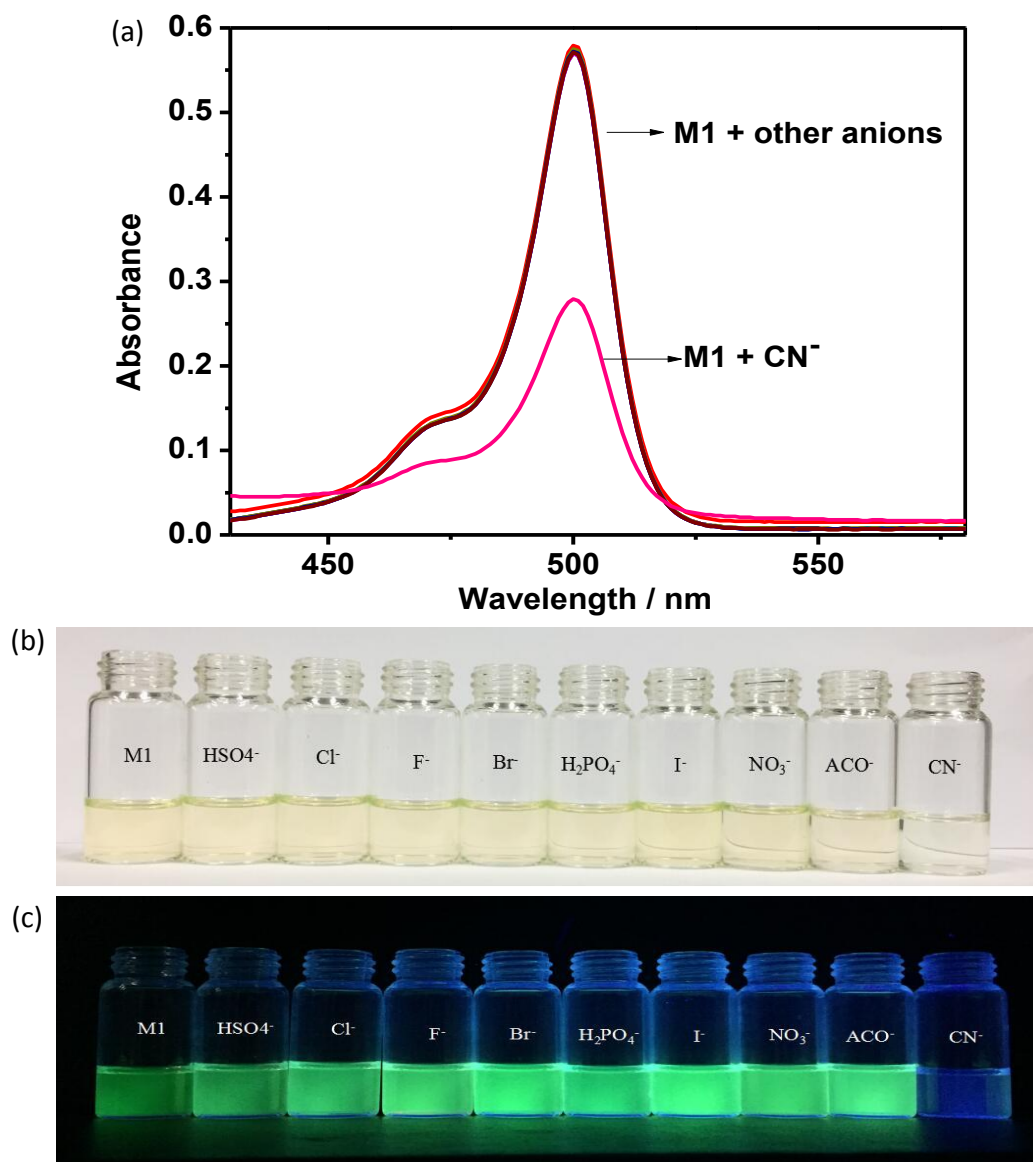 (a)
0.6
0.5
0.4
0.3
0.2
0.1
0.0
Absorbance
M1 + other anions
M1 + CN⁻
450 500 550
Wavelength / nm
(b)
M1 HSO4⁻ Cl⁻ F⁻ Br⁻ H₂PO₄⁻ I⁻ NO₃⁻ ACO⁻ CN⁻
(c)
M1 HSO4⁻ Cl⁻ F⁻ Br⁻ H₂PO₄⁻ I⁻ NO₃⁻ ACO⁻ CN⁻